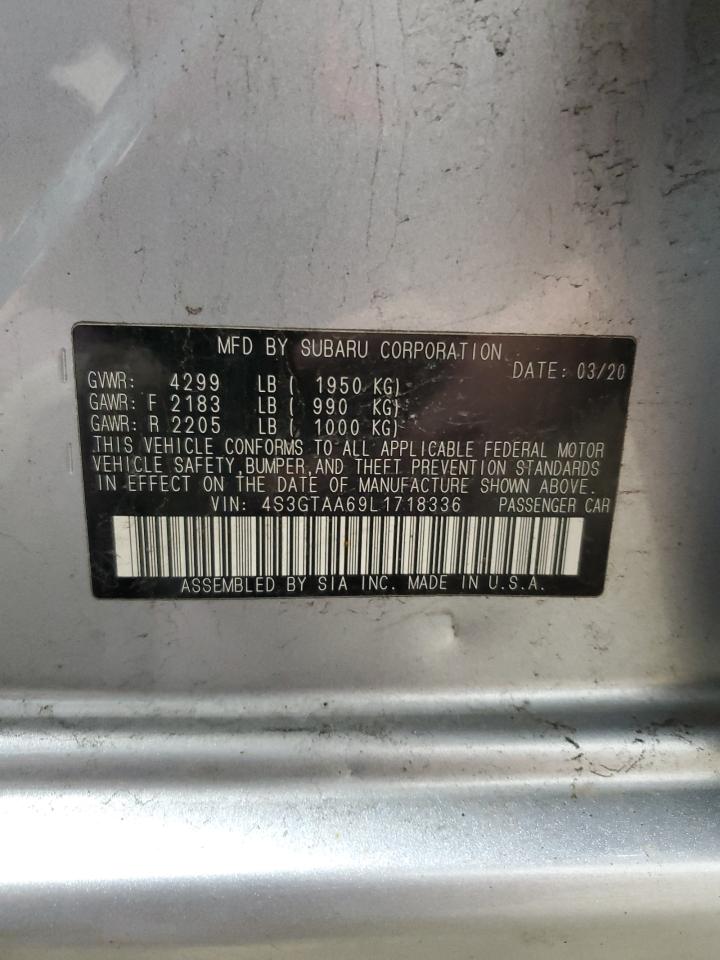 MFD BY SUBARU CORPORATION
DATE: 03/20
GVWR: 4299 LB ( 1950 KG)
GAWR: F 2183 LB ( 990 KG)
GAWR: R 2205 LB ( 1000 KG)
THIS VEHICLE CONFORMS TO ALL APPLICABLE FEDERAL MOTOR
VEHICLE SAFETY,BUMPER,AND THEFT PREVENTION STANDARDS
IN EFFECT ON THE DATE OF MANUFACTURE SHOWN ABOVE.
VIN: 4S3GTAA69L1718336 PASSENGER CAR
ASSEMBLED BY SIA INC. MADE IN U.S.A.